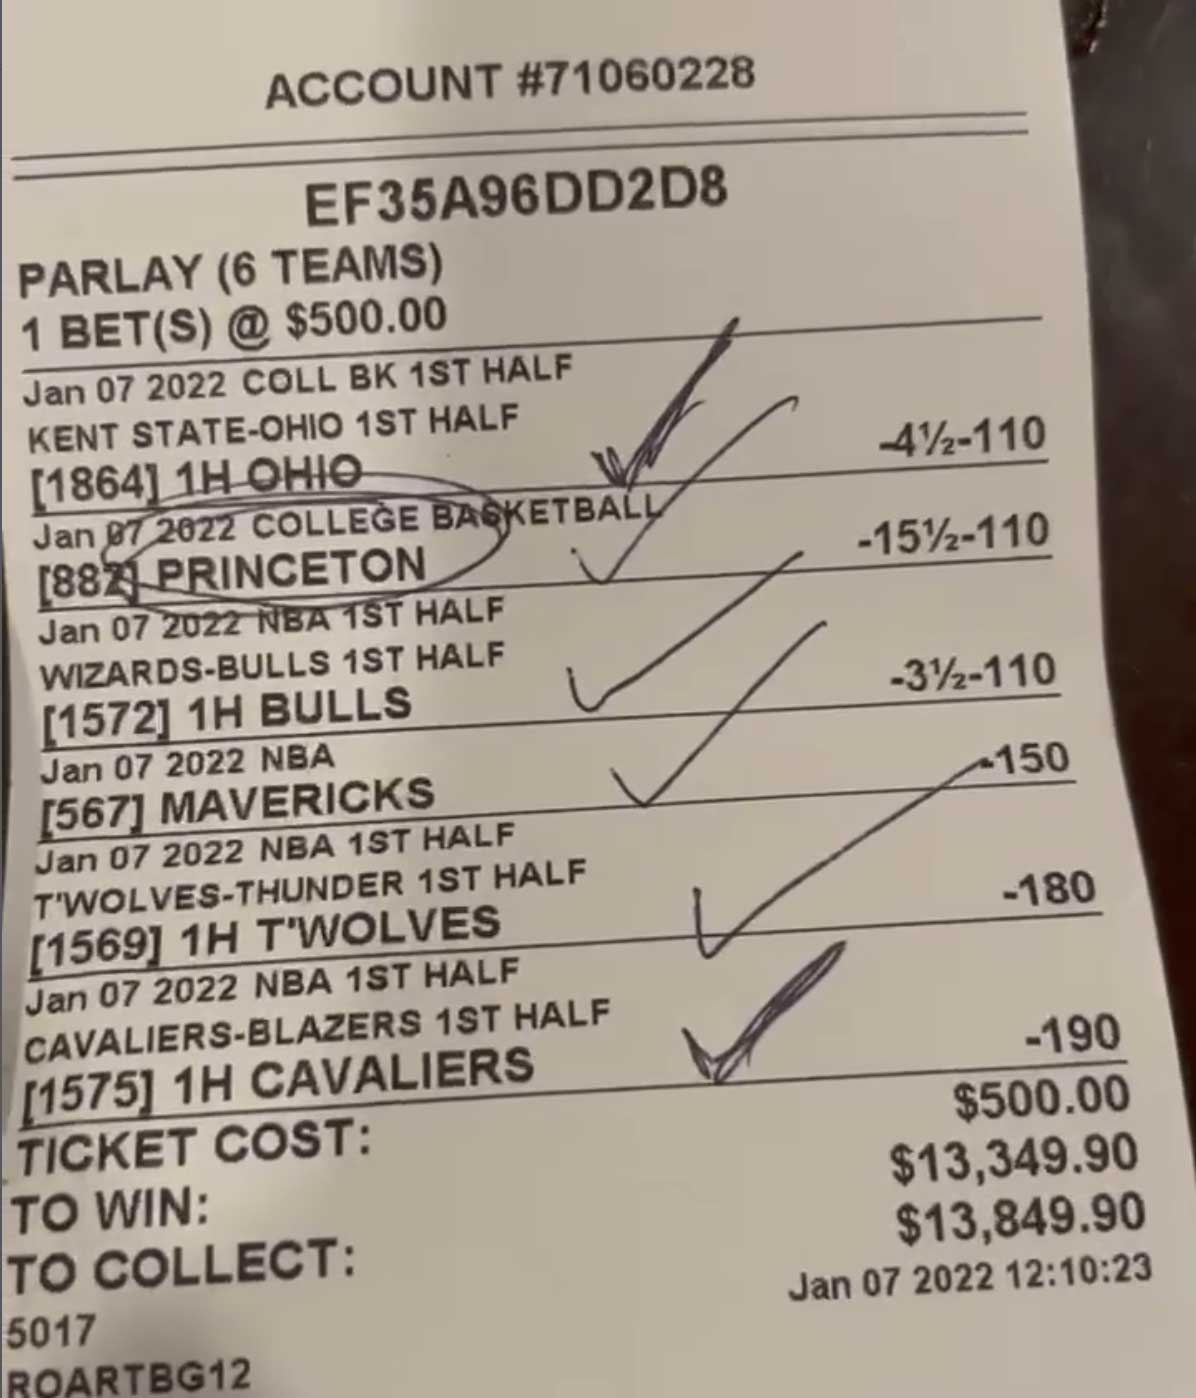 ACCOUNT #71060228
EF35A96DD2D8
PARLAY (6 TEAMS)
1 BET(S) @ $500.00
Jan 07 2022 COLL BK 1ST HALF
KENT STATE-OHIO 1ST HALF
[1864] 1H OHIO -4½-110
Jan 07 2022 COLLEGE BASKETBALL
[882] PRINCETON -15½-110
Jan 07 2022 NBA 1ST HALF
WIZARDS-BULLS 1ST HALF
[1572] 1H BULLS -3½-110
Jan 07 2022 NBA
[567] MAVERICKS -150
Jan 07 2022 NBA 1ST HALF
T'WOLVES-THUNDER 1ST HALF
[1569] 1H T'WOLVES -180
Jan 07 2022 NBA 1ST HALF
CAVALIERS-BLAZERS 1ST HALF
[1575] 1H CAVALIERS -190
TICKET COST: $500.00
TO WIN: $13,349.90
TO COLLECT: $13,849.90
5017 Jan 07 2022 12:10:23
ROARTBG12